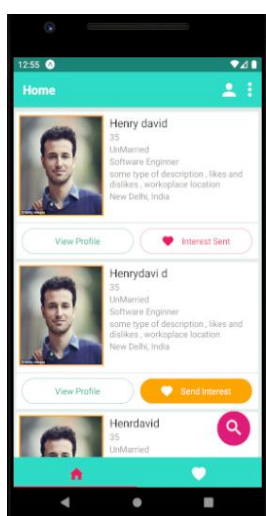 12:55
Home
Henry david
35
UnMarried
Software Enginner
some type of description , likes and
dislikes , workoplace location
New Delhi, India
View Profile
Interest Sent
Henrydavi d
35
UnMarried
Software Enginner
some type of description , likes and
dislikes , workoplace location
New Delhi, India
View Profile
Send Interest
Henrdavid
35
UnMarried